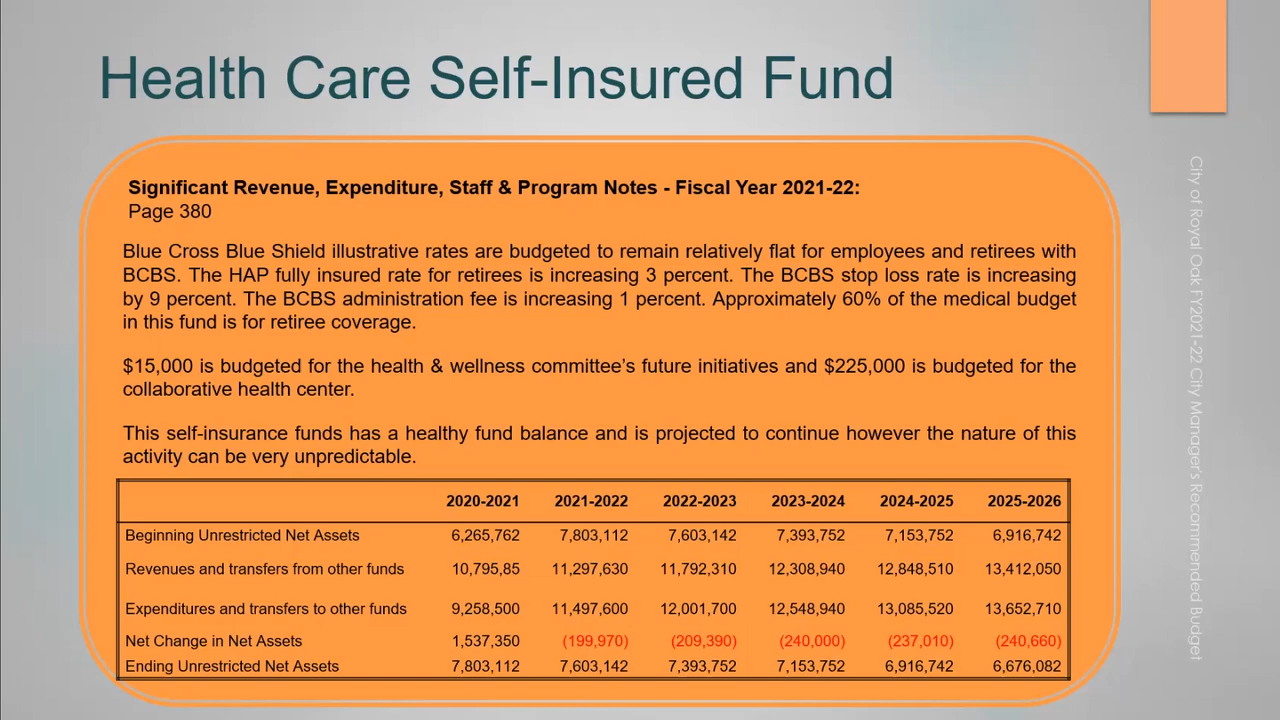 Health Care Self-Insured Fund
Significant Revenue, Expenditure, Staff & Program Notes - Fiscal Year 2021-22:
Page 380
Blue Cross Blue Shield illustrative rates are budgeted to remain relatively flat for employees and retirees with
BCBS. The HAP fully insured rate for retirees is increasing 3 percent. The BCBS stop loss rate is increasing
by 9 percent. The BCBS administration fee is increasing 1 percent. Approximately 60% of the medical budget
in this fund is for retiree coverage.
$15,000 is budgeted for the health & wellness committee’s future initiatives and $225,000 is budgeted for the
collaborative health center.
This self-insurance funds has a healthy fund balance and is projected to continue however the nature of this
activity can be very unpredictable.
2020-2021 2021-2022 2022-2023 2023-2024 2024-2025 2025-2026
Beginning Unrestricted Net Assets 6,265,762 7,803,112 7,603,142 7,393,752 7,153,752 6,916,742
Revenues and transfers from other funds 10,795,85 11,297,630 11,792,310 12,308,940 12,848,510 13,412,050
Expenditures and transfers to other funds 9,258,500 11,497,600 12,001,700 12,548,940 13,085,520 13,652,710
Net Change in Net Assets 1,537,350 (199,970) (209,390) (240,000) (237,010) (240,660)
Ending Unrestricted Net Assets 7,803,112 7,603,142 7,393,752 7,153,752 6,916,742 6,676,082
City of Royal Oak FY2021-22 City Manager's Recommended Budget